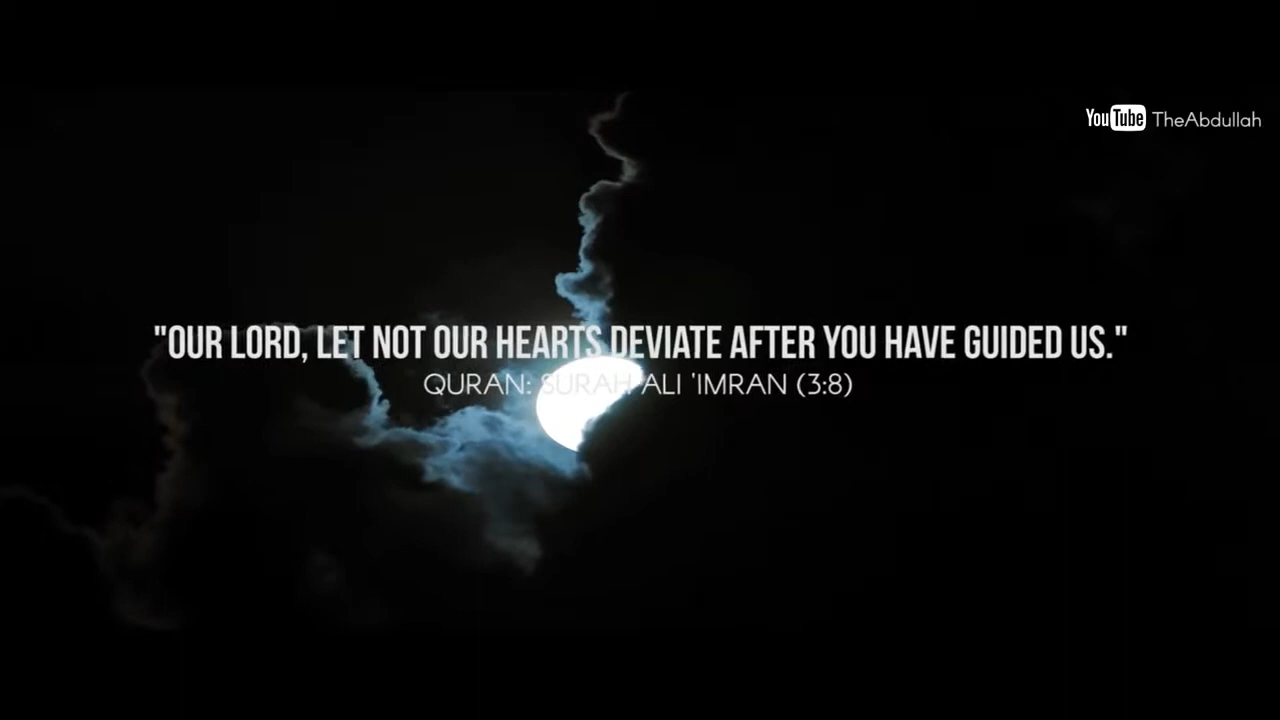 YouTube TheAbdullah
"OUR LORD, LET NOT OUR HEARTS DEVIATE AFTER YOU HAVE GUIDED US."
QURAN: SURAH ALI 'IMRAN (3:8)